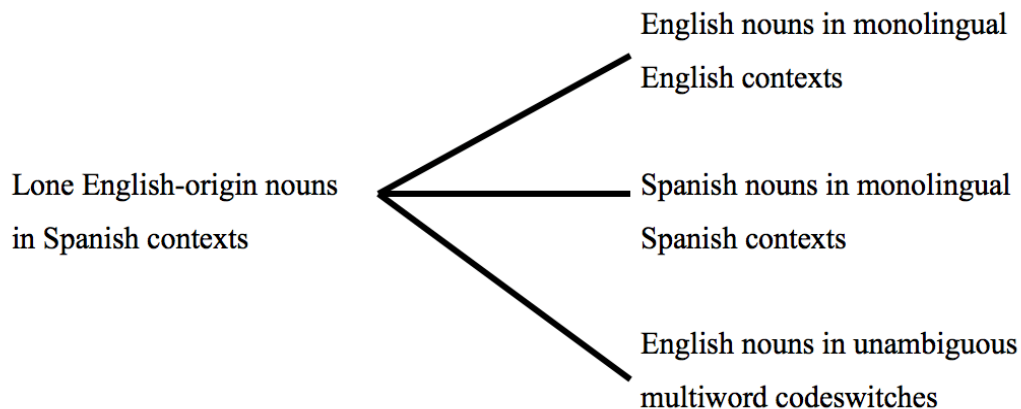 English nouns in monolingual
English contexts
Lone English-origin nouns
in Spanish contexts
Spanish nouns in monolingual
Spanish contexts
English nouns in unambiguous
multiword codeswitches